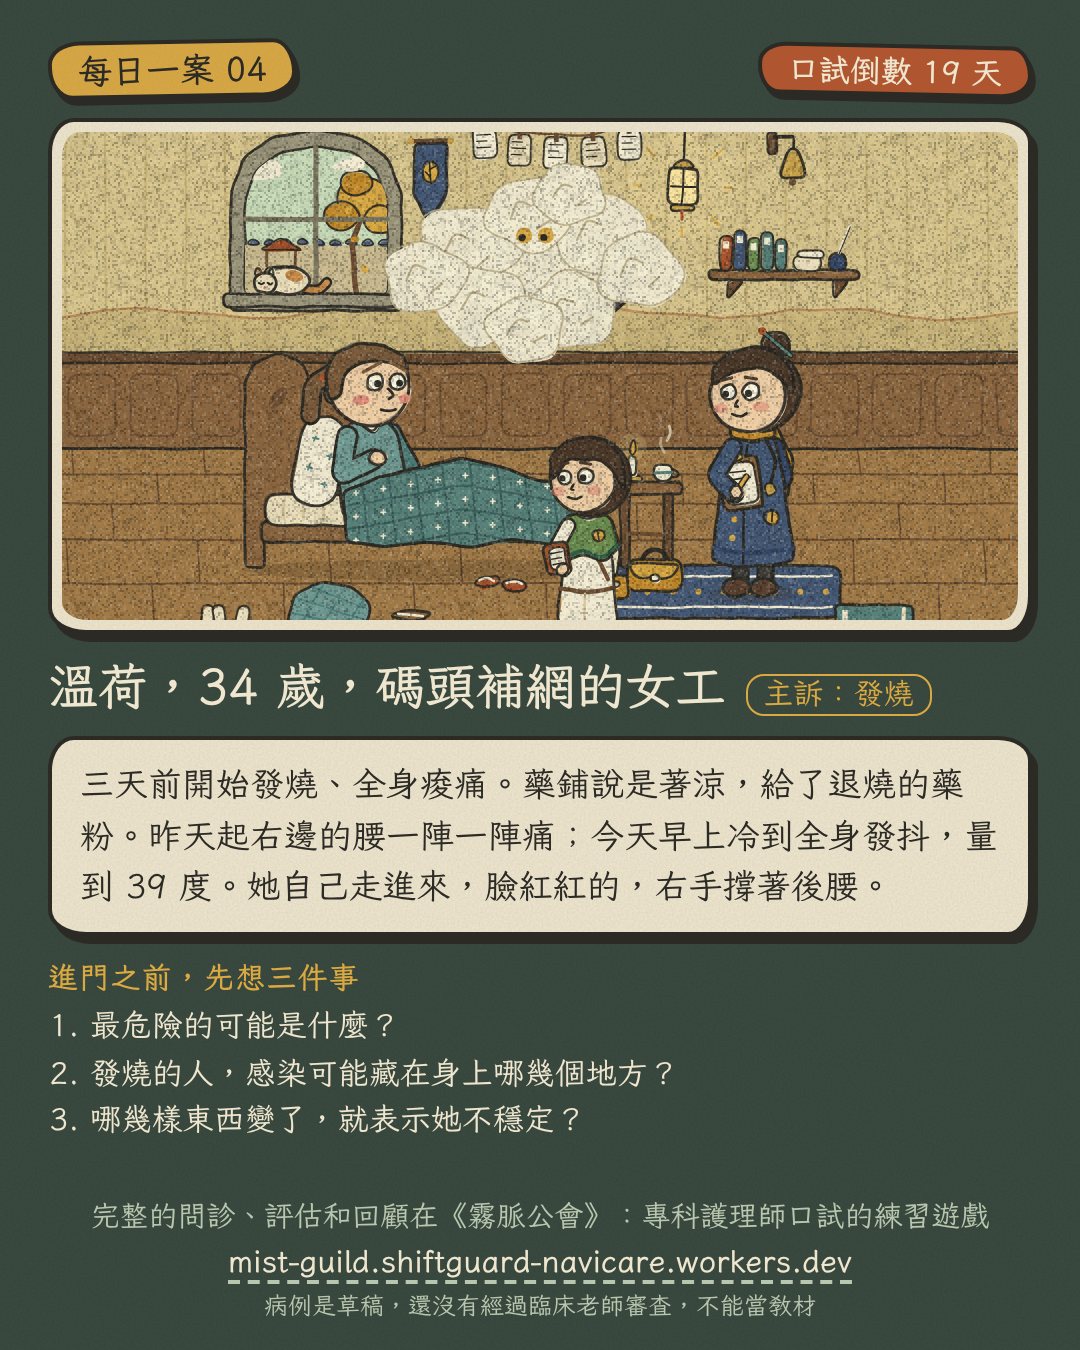 每日一案 04
口試倒數 19 天
溫荷，34 歲，碼頭補網的女工
主訴：發燒
三天前開始發燒、全身痠痛。藥鋪說是著涼，給了退燒的藥
粉。昨天起右邊的腰一陣一陣痛；今天早上冷到全身發抖，量
到 39 度。她自己走進來，臉紅紅的，右手撐著後腰。
進門之前，先想三件事
1. 最危險的可能是什麼？
2. 發燒的人，感染可能藏在身上哪幾個地方？
3. 哪幾樣東西變了，就表示她不穩定？
完整的問診、評估和回顧在《霧脈公會》：專科護理師口試的練習遊戲
mist-guild.shiftguard-navicare.workers.dev
病例是草稿，還沒有經過臨床老師審查，不能當教材